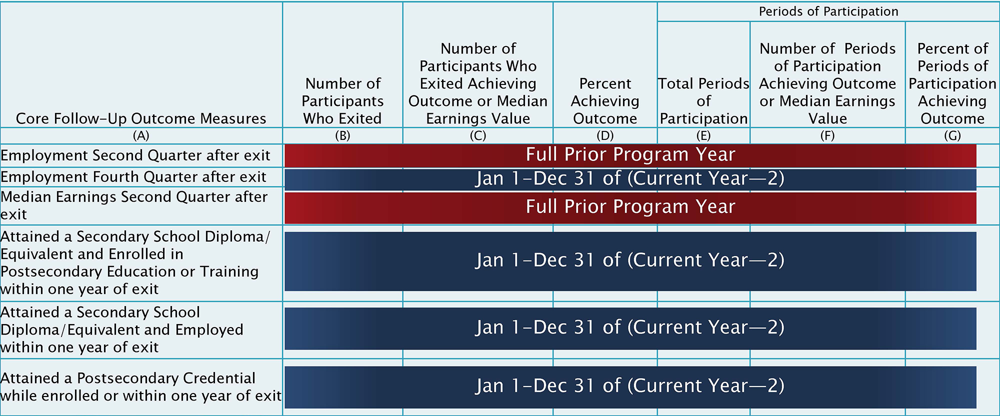 Periods of Participation
Core Follow-Up Outcome Measures
Number of
Participants
Who Exited
Number of
Participants Who
Exited Achieving
Outcome or Median
Earnings Value
Percent
Achieving
Outcome
Total Periods
of
Participation
Number of Periods
of Participation
Achieving Outcome
or Median Earnings
Value
Percent of
Periods of
Participation
Achieving
Outcome
(A)
(B)
(C)
(D)
(E)
(F)
(G)
Employment Second Quarter after exit
Full Prior Program Year
Employment Fourth Quarter after exit
Jan 1–Dec 31 of (Current Year—2)
Median Earnings Second Quarter after
exit
Full Prior Program Year
Attained a Secondary School Diploma/
Equivalent and Enrolled in
Postsecondary Education or Training
within one year of exit
Jan 1–Dec 31 of (Current Year—2)
Attained a Secondary School
Diploma/Equivalent and Employed
within one year of exit
Jan 1–Dec 31 of (Current Year—2)
Attained a Postsecondary Credential
while enrolled or within one year of exit
Jan 1–Dec 31 of (Current Year—2)